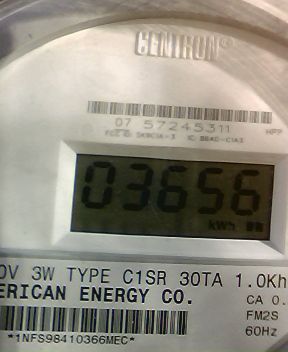 CENTRON®
07 57245311
HPP
03656
kWh
0V 3W TYPE C1SR 30TA 1.0Kh
ERICAN ENERGY CO.
CA 0.
FM2S
60Hz
*1NFS98410366MEC*